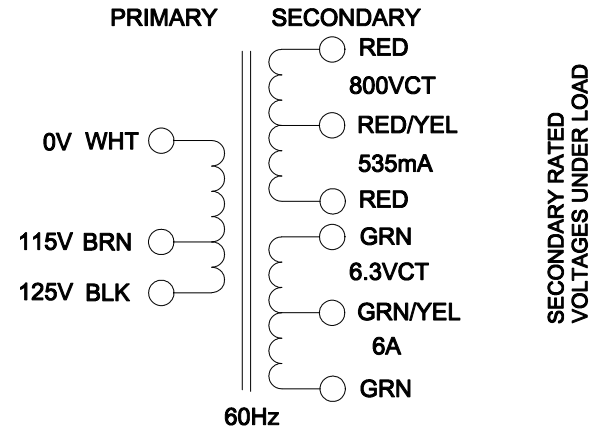 PRIMARY
SECONDARY
0V WHT
115V BRN
125V BLK
RED
800VCT
RED/YEL
535mA
RED
GRN
6.3VCT
GRN/YEL
6A
GRN
60Hz
SECONDARY RATED
VOLTAGES UNDER LOAD